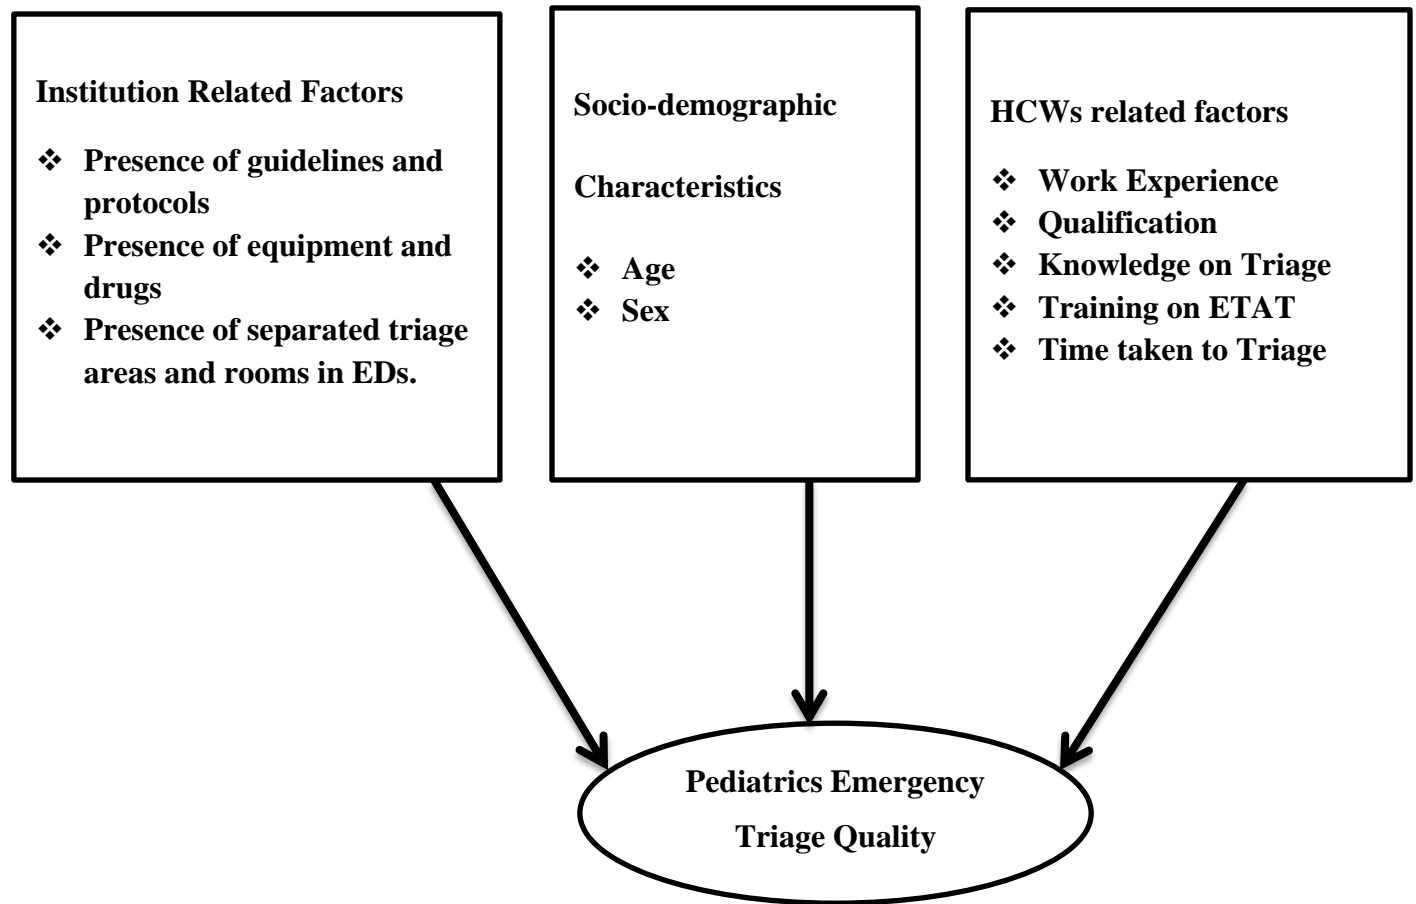 Institution Related Factors
❖ Presence of guidelines and
protocols
❖ Presence of equipment and
drugs
❖ Presence of separated triage
areas and rooms in EDs.
Socio-demographic
Characteristics
❖ Age
❖ Sex
HCWs related factors
❖ Work Experience
❖ Qualification
❖ Knowledge on Triage
❖ Training on ETAT
❖ Time taken to Triage
Pediatrics Emergency
Triage Quality